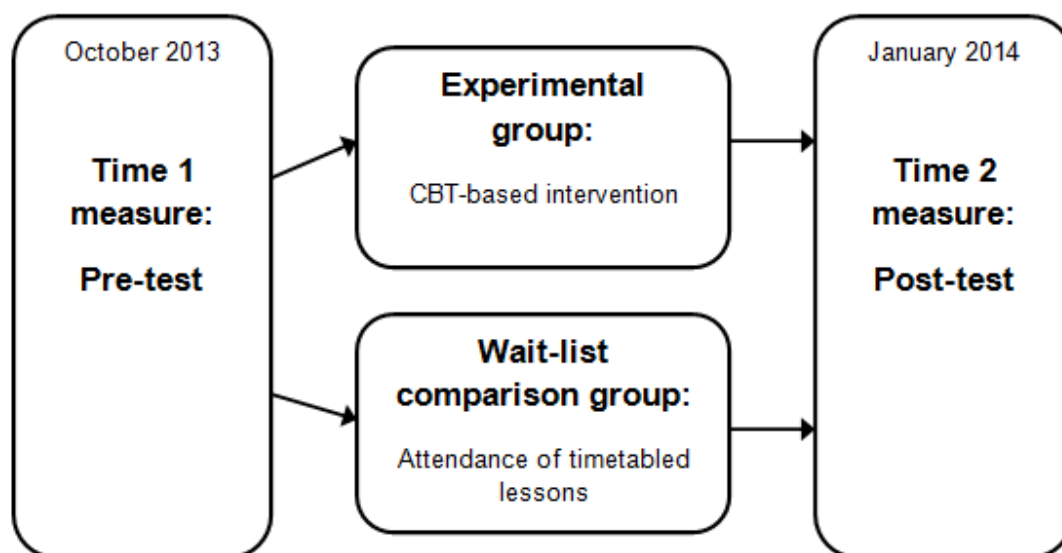 October 2013
Time 1
measure:
Pre-test
Experimental
group:
CBT-based intervention
Wait-list
comparison group:
Attendance of timetabled
lessons
January 2014
Time 2
measure:
Post-test